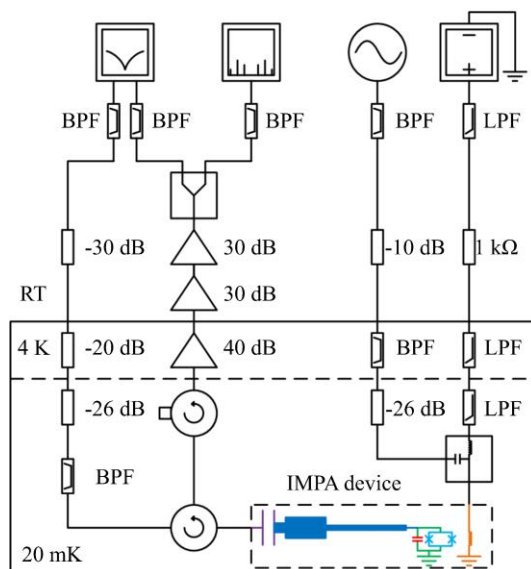 BPF BPF BPF BPF LPF
-30 dB 30 dB -10 dB 1 kΩ
RT 30 dB
4 K -20 dB 40 dB BPF LPF
-26 dB -26 dB LPF
BPF
IMPA device
20 mK